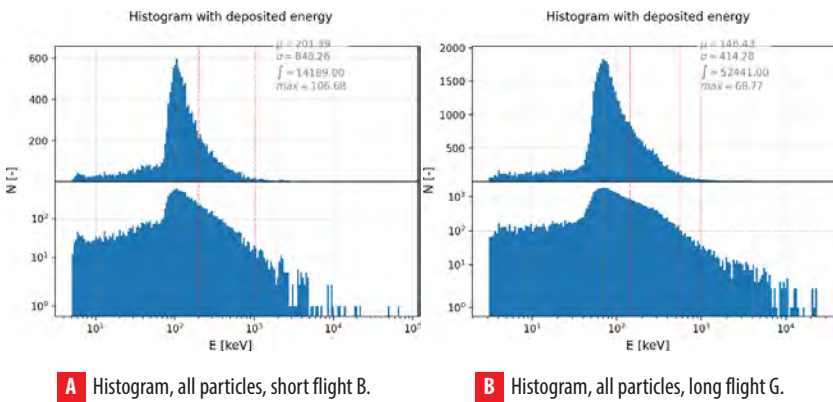 Histogram with deposited energy
μ = 201.39
σ = 848.26
∫ = 14189.00
max = 106.68
600
400
200
N [-]
10²
10¹
10⁰
10¹ 10² 10³ 10⁴ 10⁵
E [keV]
A Histogram, all particles, short flight B.
Histogram with deposited energy
μ = 146.43
σ = 414.28
∫ = 52441.00
max = 68.77
2000
1500
1000
500
N [-]
10³
10²
10¹
10⁰
10¹ 10² 10³ 10⁴
E [keV]
B Histogram, all particles, long flight G.